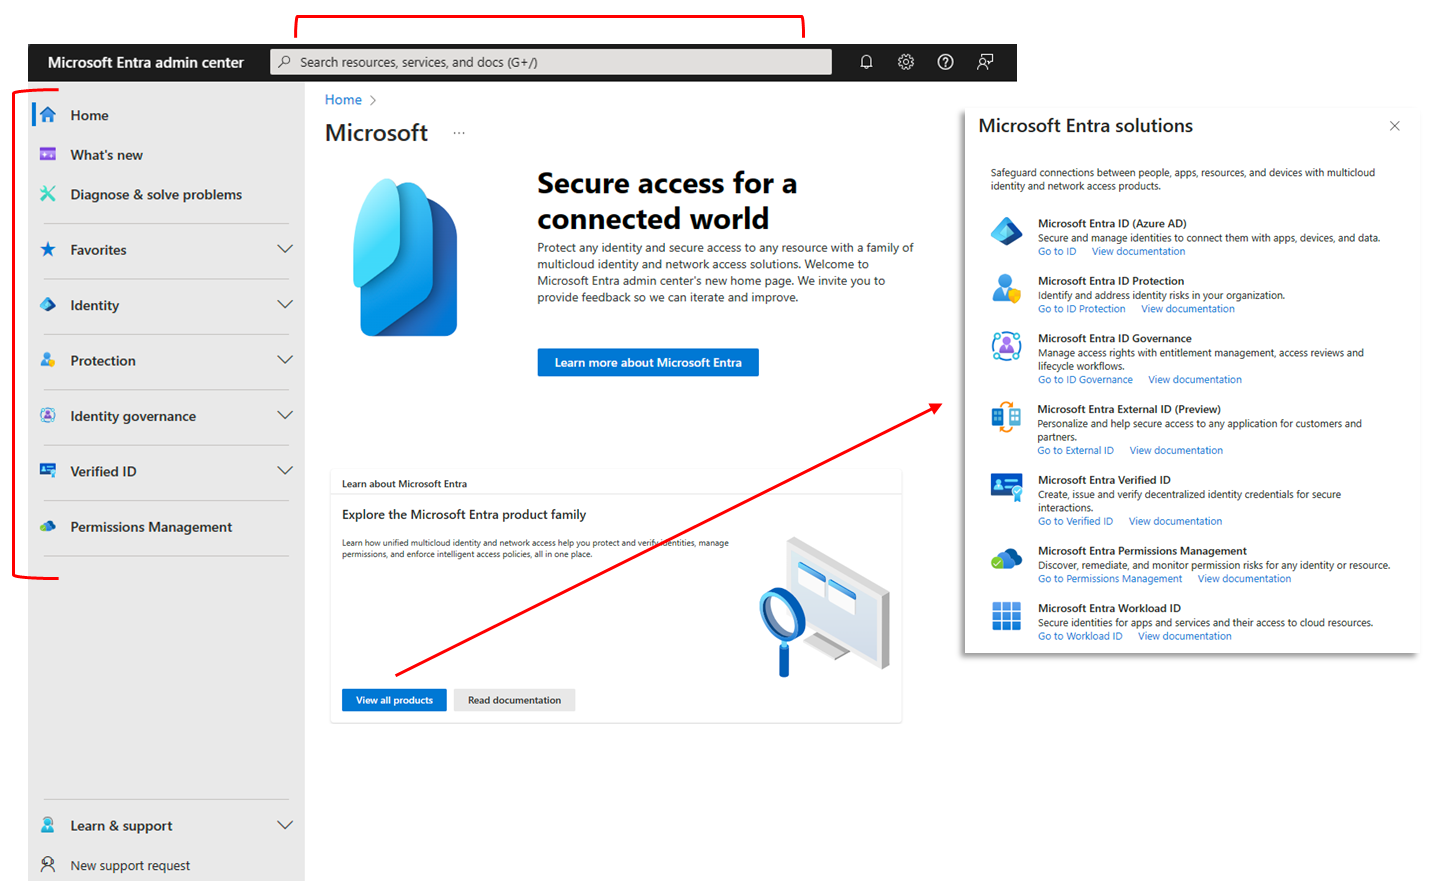 Microsoft Entra admin center
Search resources, services, and docs (G+/)
Home
What's new
Diagnose & solve problems
Favorites
Identity
Protection
Identity governance
Verified ID
Permissions Management
Learn & support
New support request
Home >
Microsoft ...
Secure access for a
connected world
Protect any identity and secure access to any resource with a family of
multicloud identity and network access solutions. Welcome to
Microsoft Entra admin center's new home page. We invite you to
provide feedback so we can iterate and improve.
Learn more about Microsoft Entra
Learn about Microsoft Entra
Explore the Microsoft Entra product family
Learn how unified multicloud identity and network access help you protect and verify identities, manage
permissions, and enforce intelligent access policies, all in one place.
View all products Read documentation
Microsoft Entra solutions
Safeguard connections between people, apps, resources, and devices with multicloud
identity and network access products.
Microsoft Entra ID (Azure AD)
Secure and manage identities to connect them with apps, devices, and data.
Go to ID View documentation
Microsoft Entra ID Protection
Identify and address identity risks in your organization.
Go to ID Protection View documentation
Microsoft Entra ID Governance
Manage access rights with entitlement management, access reviews and
lifecycle workflows.
Go to ID Governance View documentation
Microsoft Entra External ID (Preview)
Personalize and help secure access to any application for customers and
partners.
Go to External ID View documentation
Microsoft Entra Verified ID
Create, issue and verify decentralized identity credentials for secure
interactions.
Go to Verified ID View documentation
Microsoft Entra Permissions Management
Discover, remediate, and monitor permission risks for any identity or resource.
Go to Permissions Management View documentation
Microsoft Entra Workload ID
Secure identities for apps and services and their access to cloud resources.
Go to Workload ID View documentation